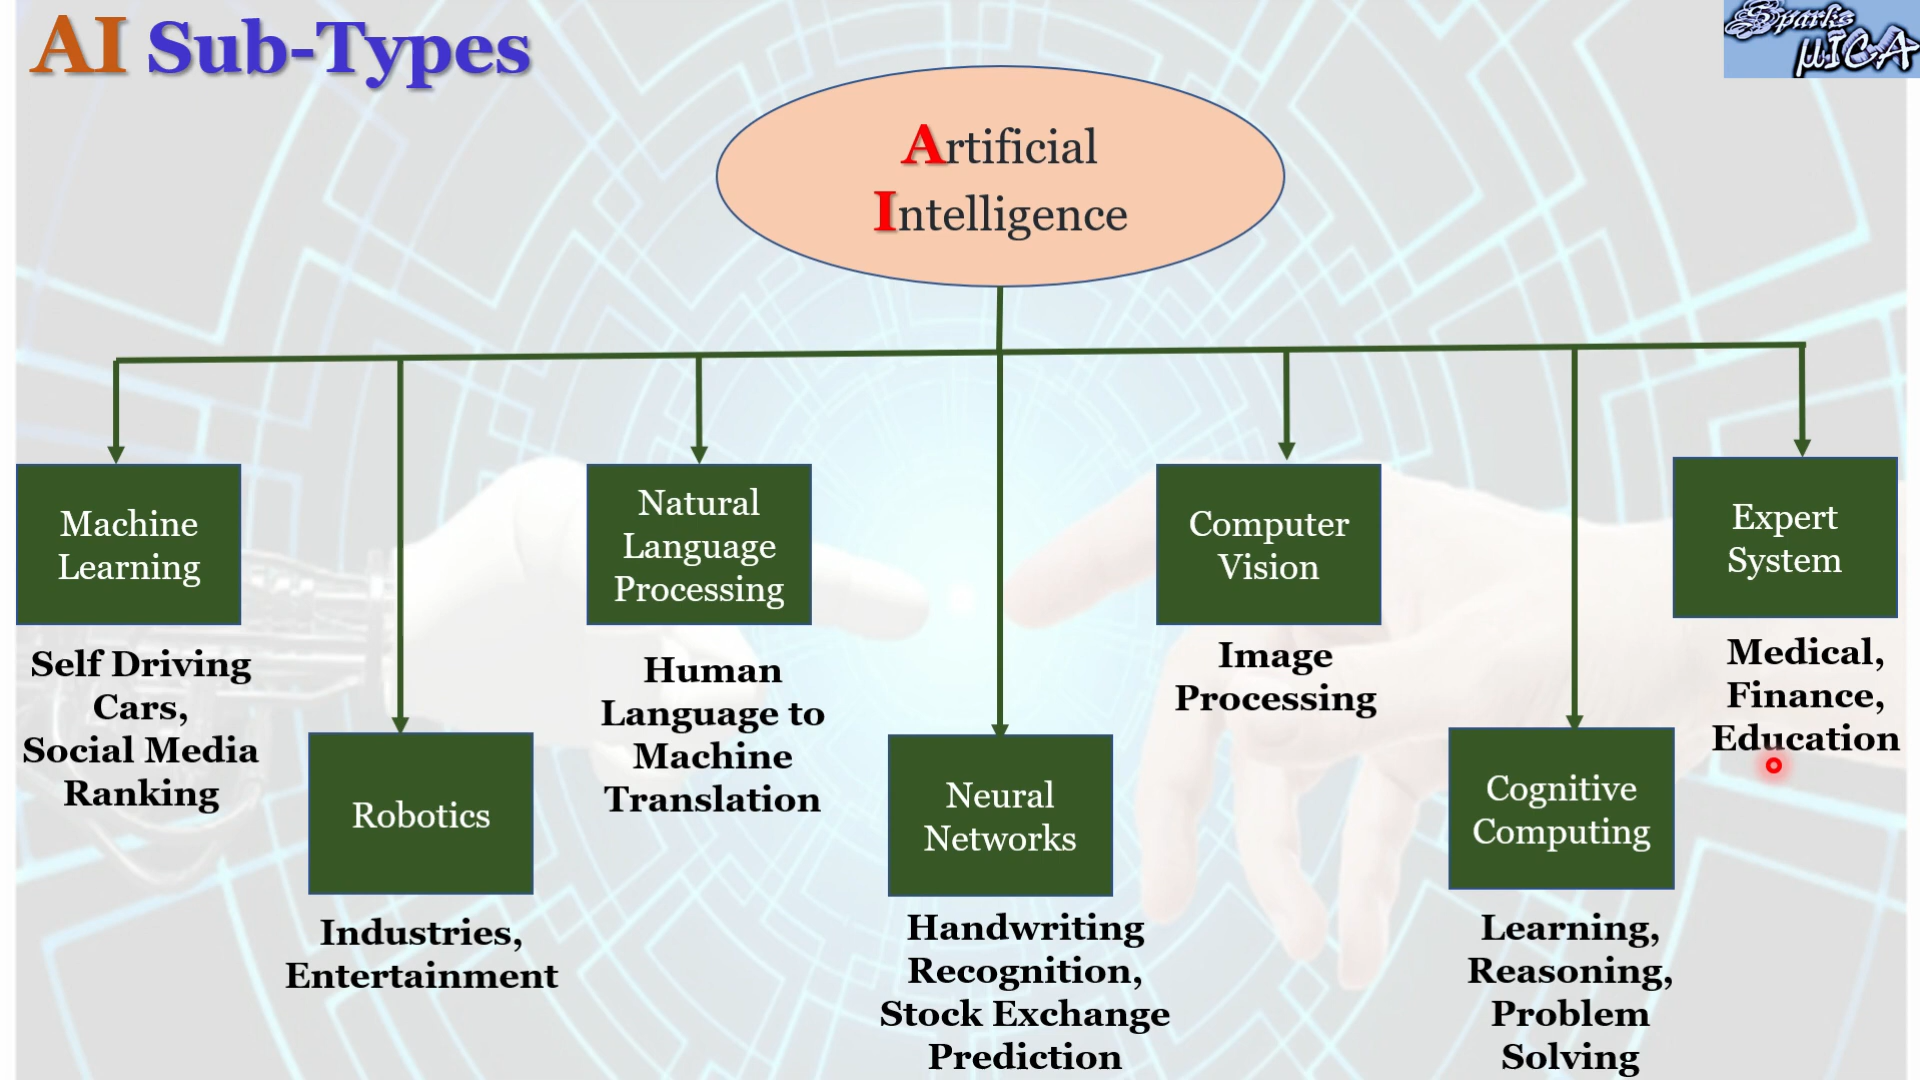 AI Sub-Types
Sparks
µICA
Artificial
Intelligence
Machine
Learning
Self Driving
Cars,
Social Media
Ranking
Robotics
Industries,
Entertainment
Natural
Language
Processing
Human
Language to
Machine
Translation
Neural
Networks
Handwriting
Recognition,
Stock Exchange
Prediction
Computer
Vision
Image
Processing
Cognitive
Computing
Learning,
Reasoning,
Problem
Solving
Expert
System
Medical,
Finance,
Education